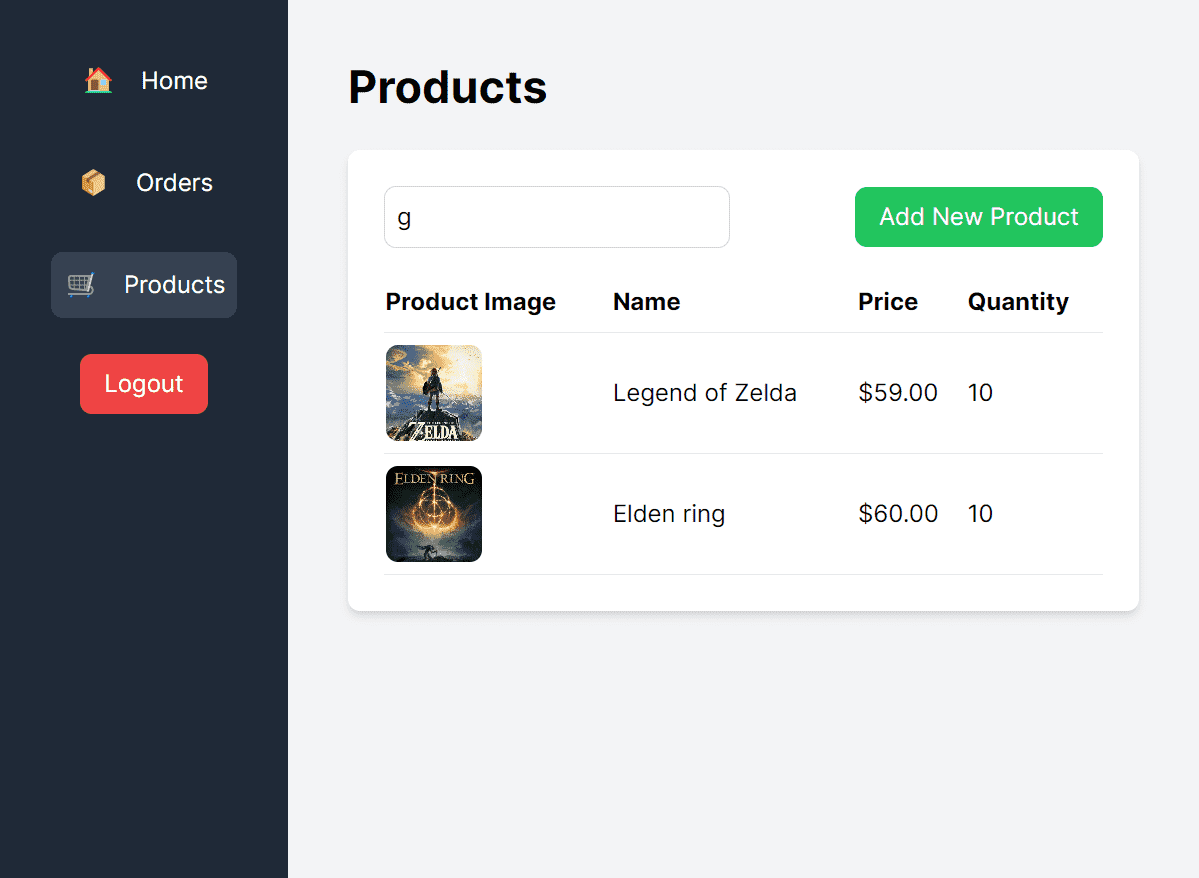 Home
Orders
Products
Logout
Products
g
Add New Product
Product Image Name Price Quantity
ZELDA
Legend of Zelda $59.00 10
ELDEN RING
Elden ring $60.00 10